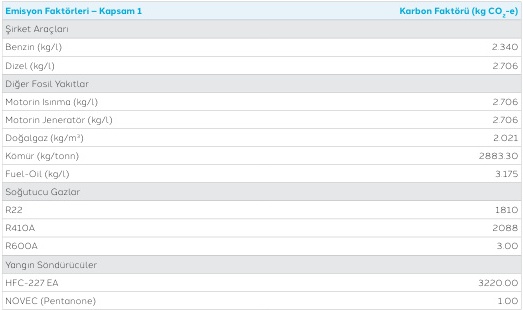 Emisyon Faktörleri – Kapsam 1 Karbon Faktörü (kg CO₂-e)
Şirket Araçları
Benzin (kg/l) 2.340
Dizel (kg/l) 2.706
Diğer Fosil Yakıtlar
Motorin Isınma (kg/l) 2.706
Motorin Jeneratör (kg/l) 2.706
Doğalgaz (kg/m³) 2.021
Kömür (kg/tonn) 2883.30
Fuel-Oil (kg/l) 3.175
Soğutucu Gazlar
R22 1810
R410A 2088
R600A 3.00
Yangın Söndürücüler
HFC-227 EA 3220.00
NOVEC (Pentanone) 1.00